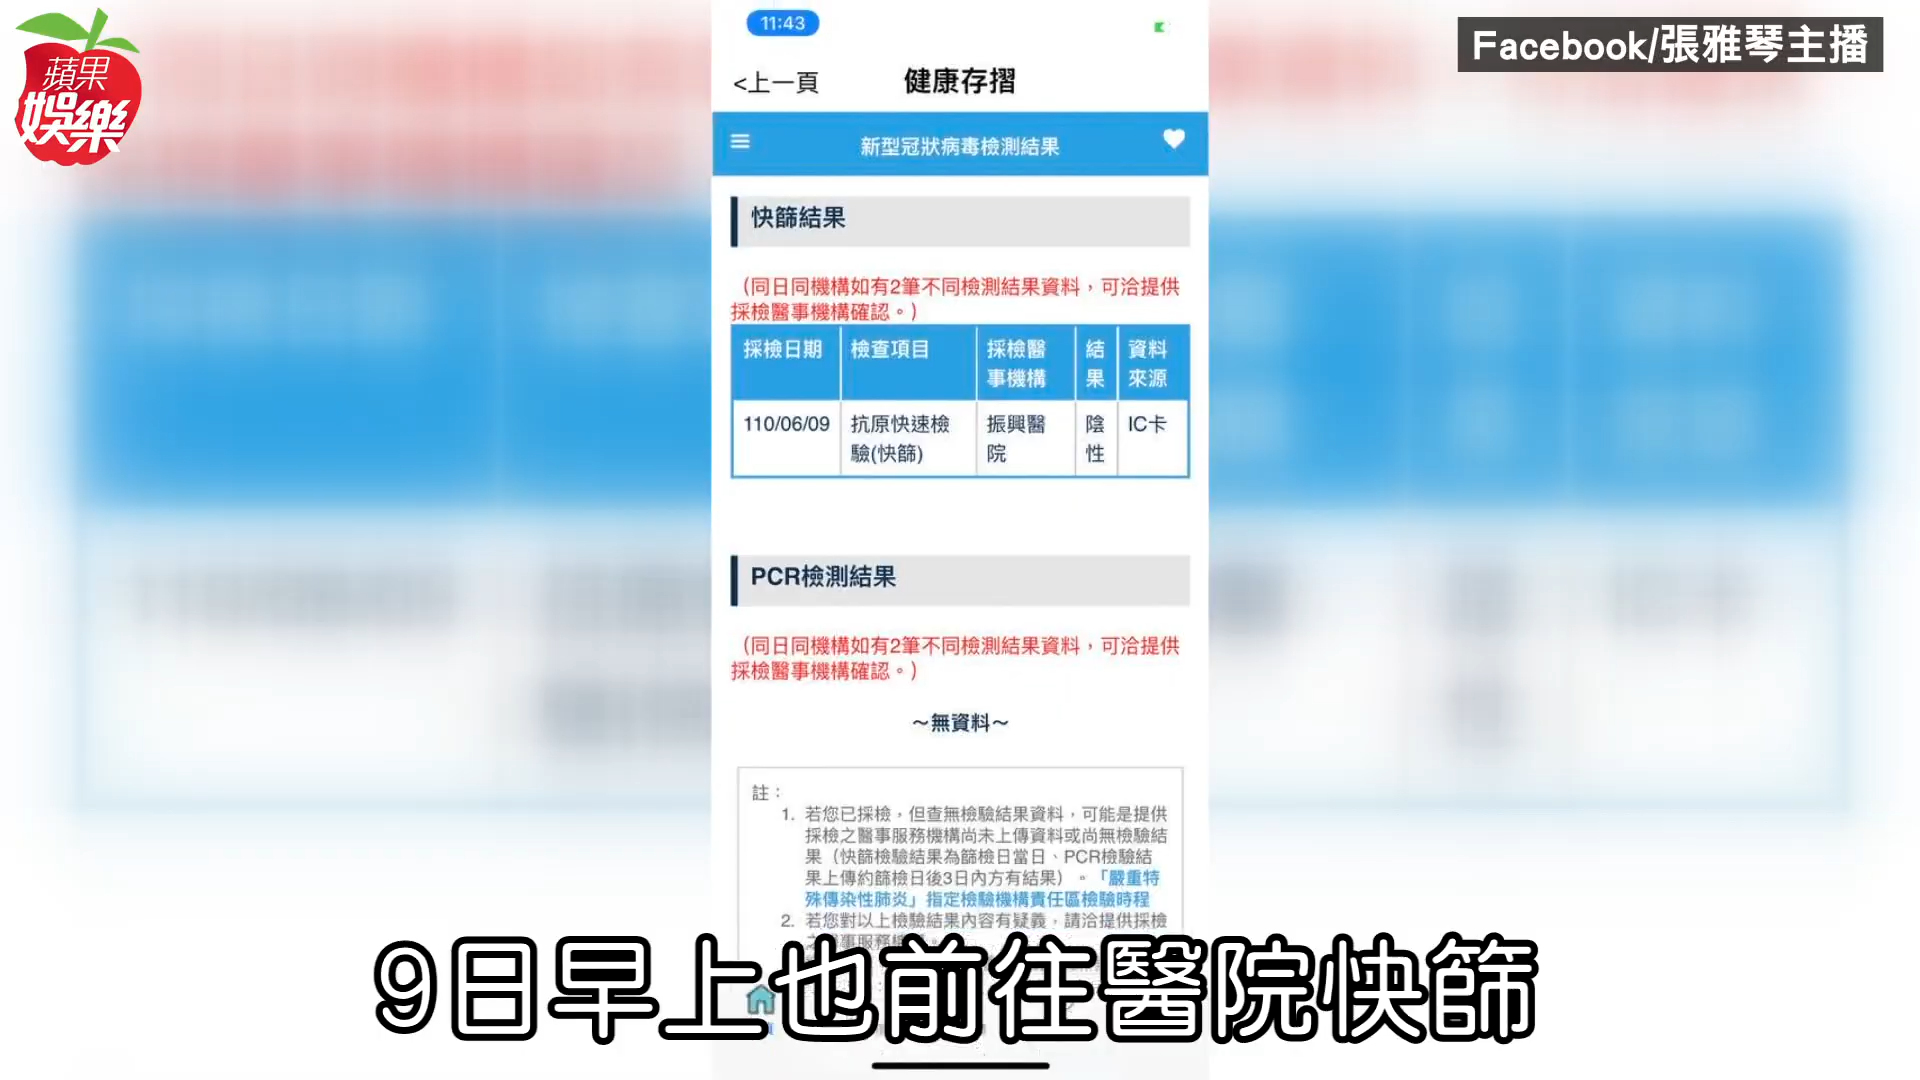 蘋果
娛樂
Facebook/張雅琴主播
11:43
<上一頁
健康存摺
新型冠狀病毒檢測結果
快篩結果
（同日同機構如有2筆不同檢測結果資料，可洽提供
採檢醫事機構確認。）
採檢日期 檢查項目 採檢醫事機構 結果 資料來源
110/06/09 抗原快速檢驗(快篩) 振興醫院 陰性 IC卡
PCR檢測結果
（同日同機構如有2筆不同檢測結果資料，可洽提供
採檢醫事機構確認。）
～無資料～
註：
1. 若您已採檢，但查無檢驗結果資料，可能是提供
採檢之醫事服務機構尚未上傳資料或尚無檢驗結
果（快篩檢驗結果為篩檢日當日、PCR檢驗結
果上傳約篩檢日後3日內方有結果）。「嚴重特
殊傳染性肺炎」指定檢驗機構責任區檢驗時程
2. 若您對以上檢驗結果內容有疑義，請洽提供採檢
9日早上也前往醫院快篩